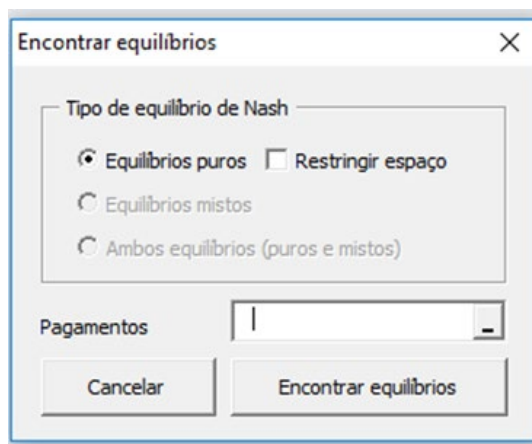 Encontrar equilíbrios
Tipo de equilíbrio de Nash
Equilíbrios puros Restringir espaço
Equilíbrios mistos
Ambos equilíbrios (puros e mistos)
Pagamentos
Cancelar Encontrar equilíbrios